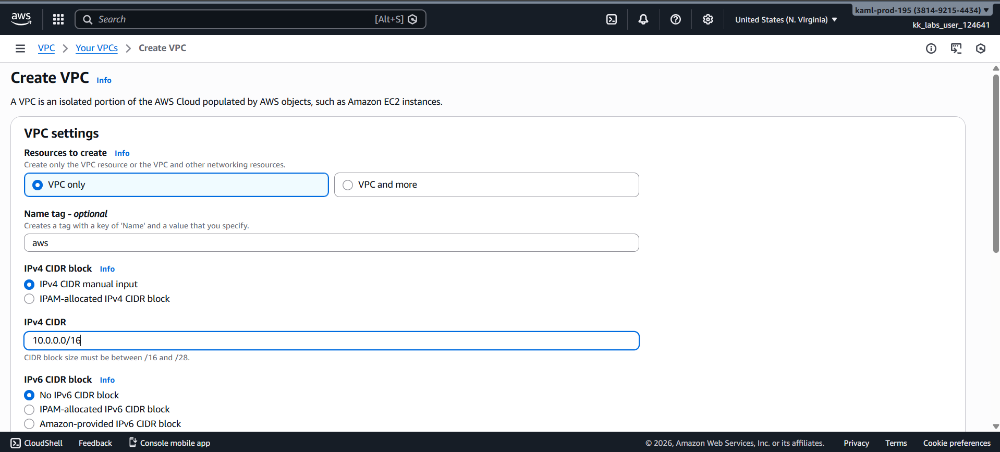 aws
Search [Alt+S]
United States (N. Virginia)
kaml-prod-195 (3814-9215-4434)
kk_labs_user_124641
VPC
Your VPCs
Create VPC
Create VPC Info
A VPC is an isolated portion of the AWS Cloud populated by AWS objects, such as Amazon EC2 instances.
VPC settings
Resources to create Info
Create only the VPC resource or the VPC and other networking resources.
VPC only
VPC and more
Name tag - optional
Creates a tag with a key of 'Name' and a value that you specify.
aws
IPv4 CIDR block Info
IPv4 CIDR manual input
IPAM-allocated IPv4 CIDR block
IPv4 CIDR
10.0.0.0/16
CIDR block size must be between /16 and /28.
IPv6 CIDR block Info
No IPv6 CIDR block
IPAM-allocated IPv6 CIDR block
Amazon-provided IPv6 CIDR block
CloudShell Feedback Console mobile app © 2026, Amazon Web Services, Inc. or its affiliates. Privacy Terms Cookie preferences